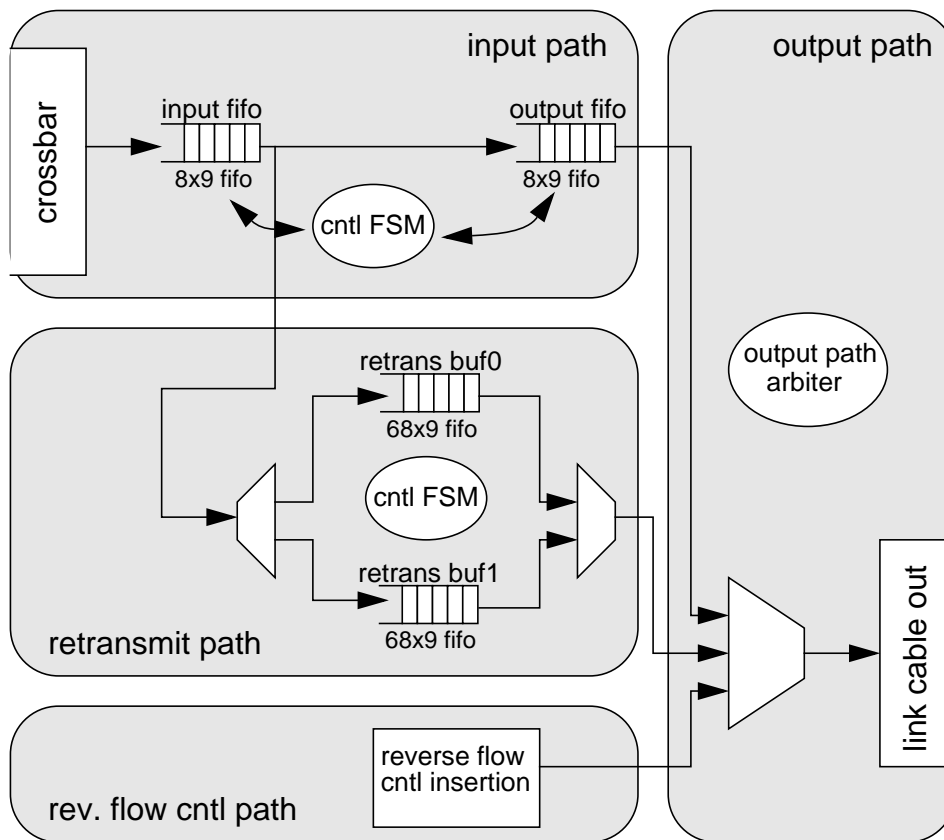 input path
output path
crossbar
input fifo
8x9 fifo
output fifo
8x9 fifo
cntl FSM
output path
arbiter
retrans buf0
68x9 fifo
cntl FSM
retrans buf1
68x9 fifo
retransmit path
link cable out
reverse flow
cntl insertion
rev. flow cntl path